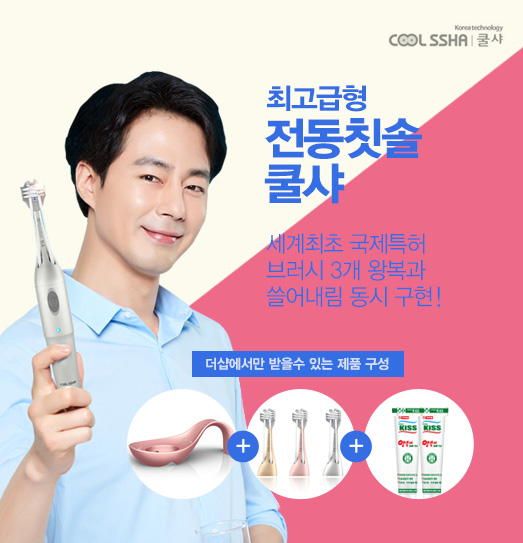 Korea technology
COOL SSHA | 쿨샤
최고급형
전동칫솔
쿨샤
세계최초 국제특허
브러시 3개 왕복과
쓸어내림 동시 구현!
더샵에서만 받을수 있는 제품 구성
+
+
KISS
KISS